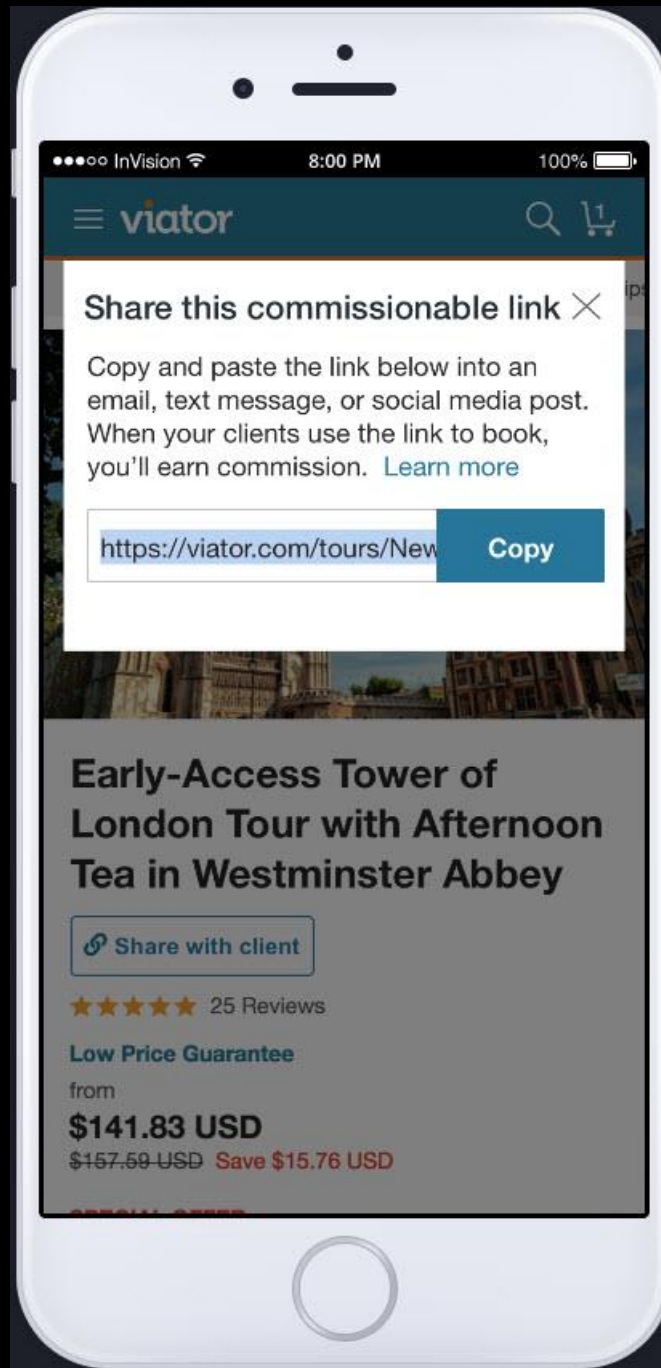 InVision 8:00 PM 100%
viator 1
ips
Share this commissionable link
Copy and paste the link below into an
email, text message, or social media post.
When your clients use the link to book,
you’ll earn commission. Learn more
https://viator.com/tours/New Copy
Early-Access Tower of
London Tour with Afternoon
Tea in Westminster Abbey
Share with client
25 Reviews
Low Price Guarantee
from
$141.83 USD
$157.59 USD Save $15.76 USD
SPECIAL OFFER